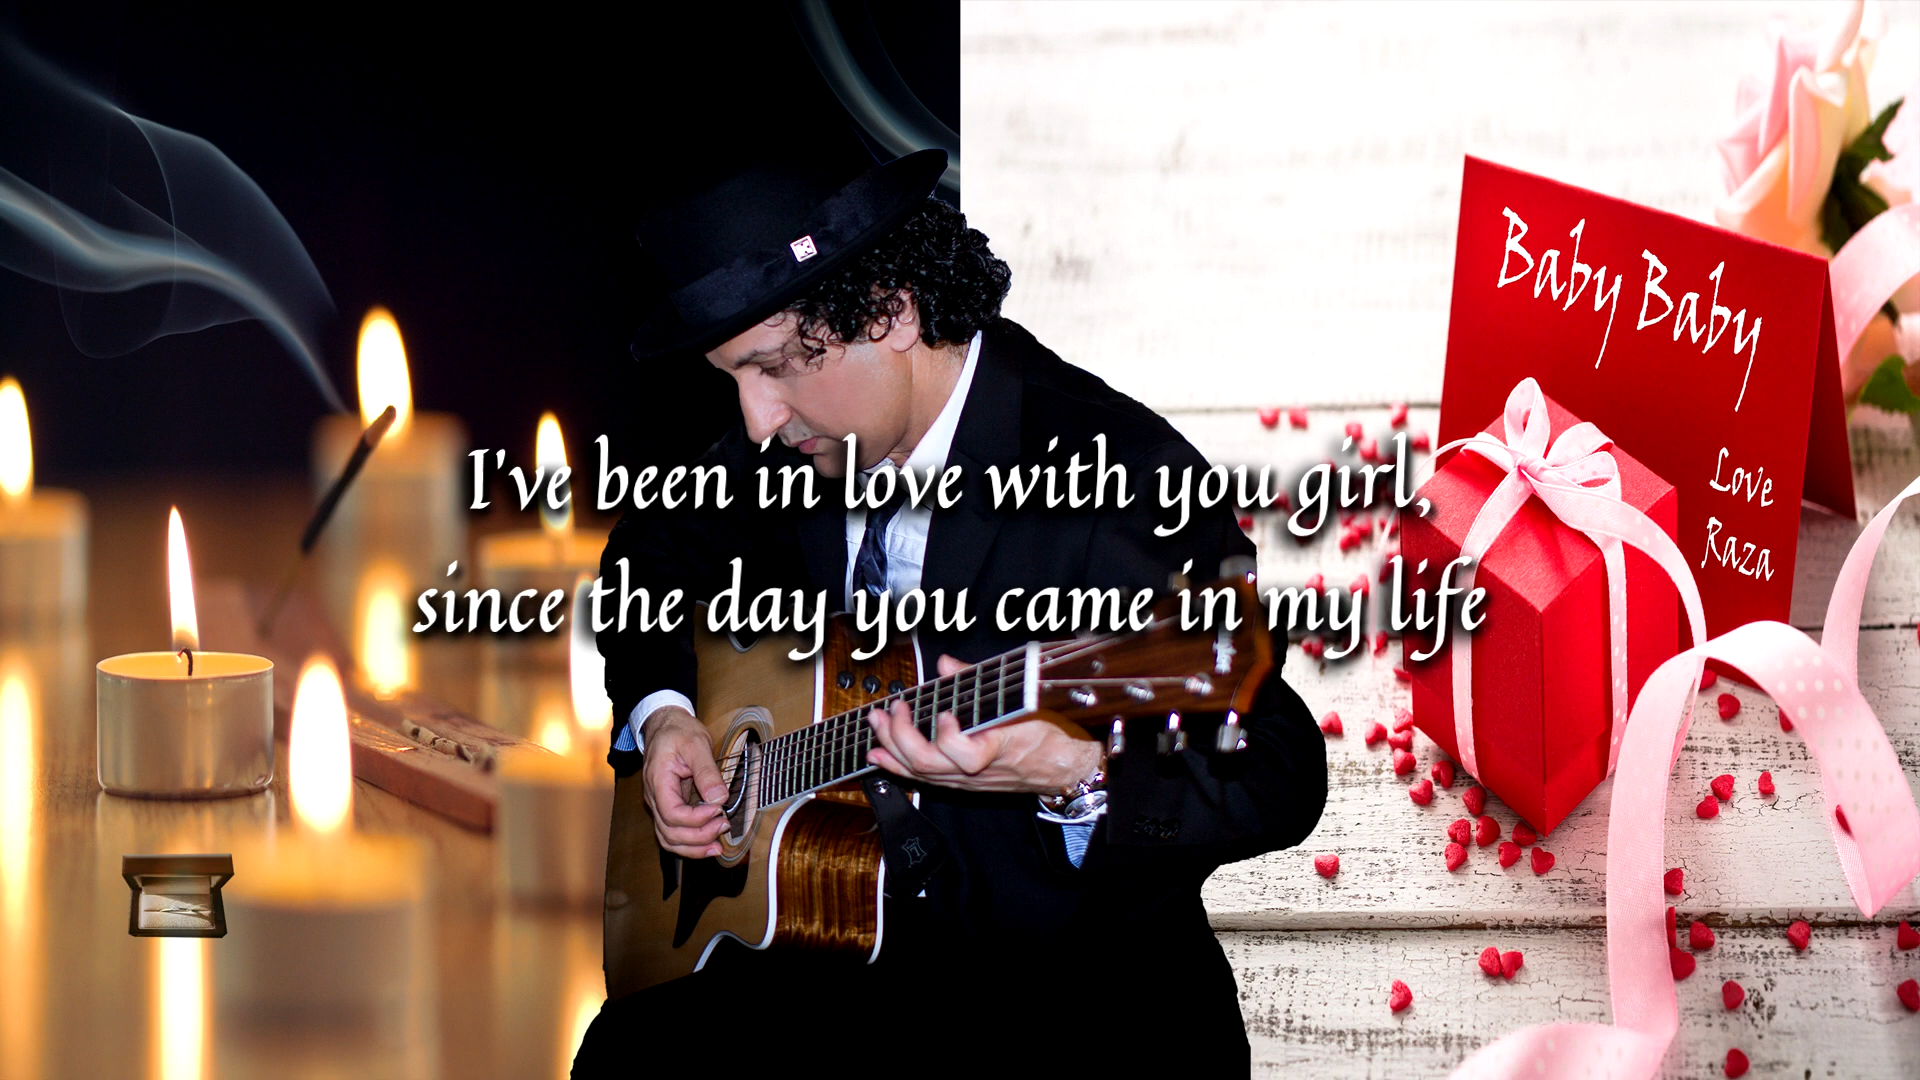 Baby Baby
Love
Raza
I've been in love with you girl,
since the day you came in my life